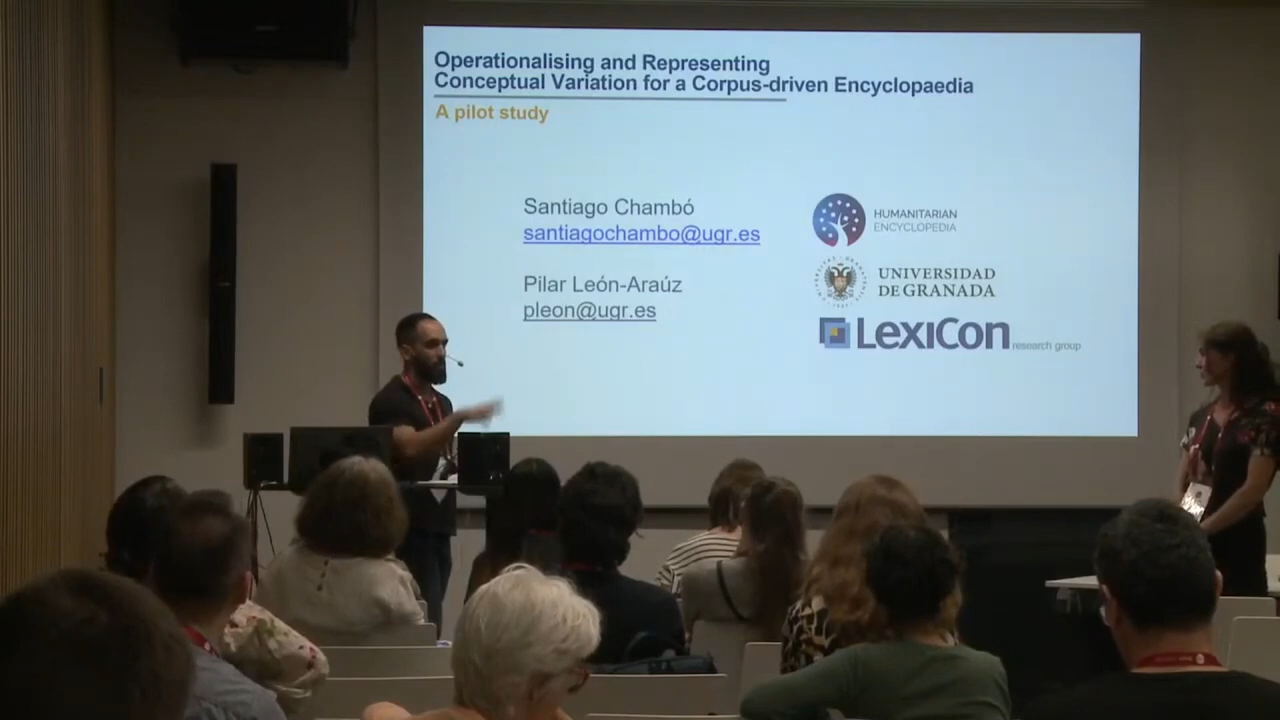 Operationalising and Representing
Conceptual Variation for a Corpus-driven Encyclopaedia
A pilot study
Santiago Chambó
santiagochambo@ugr.es
Pilar León-Araúz
pleon@ugr.es
HUMANITARIAN
ENCYCLOPEDIA
UNIVERSIDAD
DE GRANADA
LEXICON research group